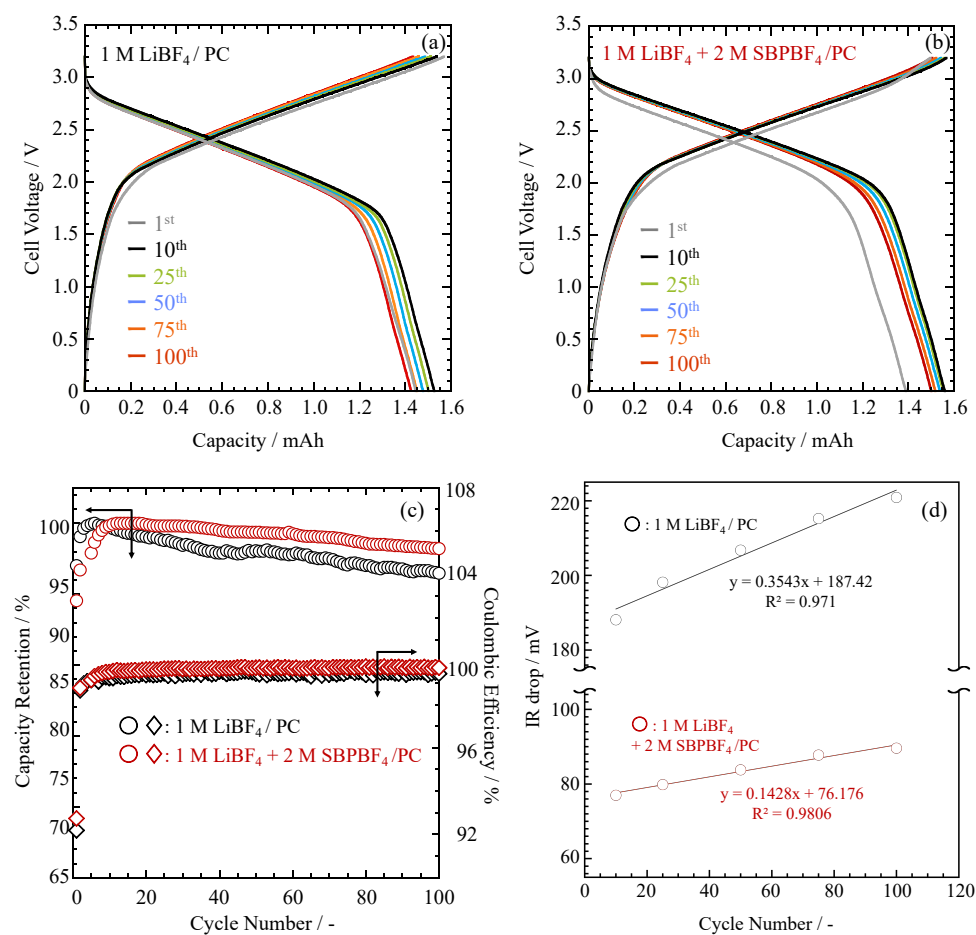 (a)
1 M LiBF4 / PC
Cell Voltage / V
3.5
3.0
2.5
2.0
1.5
1.0
0.5
0
1st
10th
25th
50th
75th
100th
0 0.2 0.4 0.6 0.8 1.0 1.2 1.4 1.6
Capacity / mAh
(b)
1 M LiBF4 + 2 M SBPBF4 /PC
Cell Voltage / V
3.5
3.0
2.5
2.0
1.5
1.0
0.5
0
1st
10th
25th
50th
75th
100th
0 0.2 0.4 0.6 0.8 1.0 1.2 1.4 1.6
Capacity / mAh
(c)
Capacity Retention / %
100
95
90
85
80
75
70
65
108
104
100
96
92
Coulombic Efficiency / %
: 1 M LiBF4 / PC
: 1 M LiBF4 + 2 M SBPBF4 /PC
0 20 40 60 80 100
Cycle Number / -
(d)
IR drop / mV
220
200
180
100
80
60
: 1 M LiBF4 / PC
y = 0.3543x + 187.42
R² = 0.971
: 1 M LiBF4
+ 2 M SBPBF4/PC
y = 0.1428x + 76.176
R² = 0.9806
0 20 40 60 80 100 120
Cycle Number / -